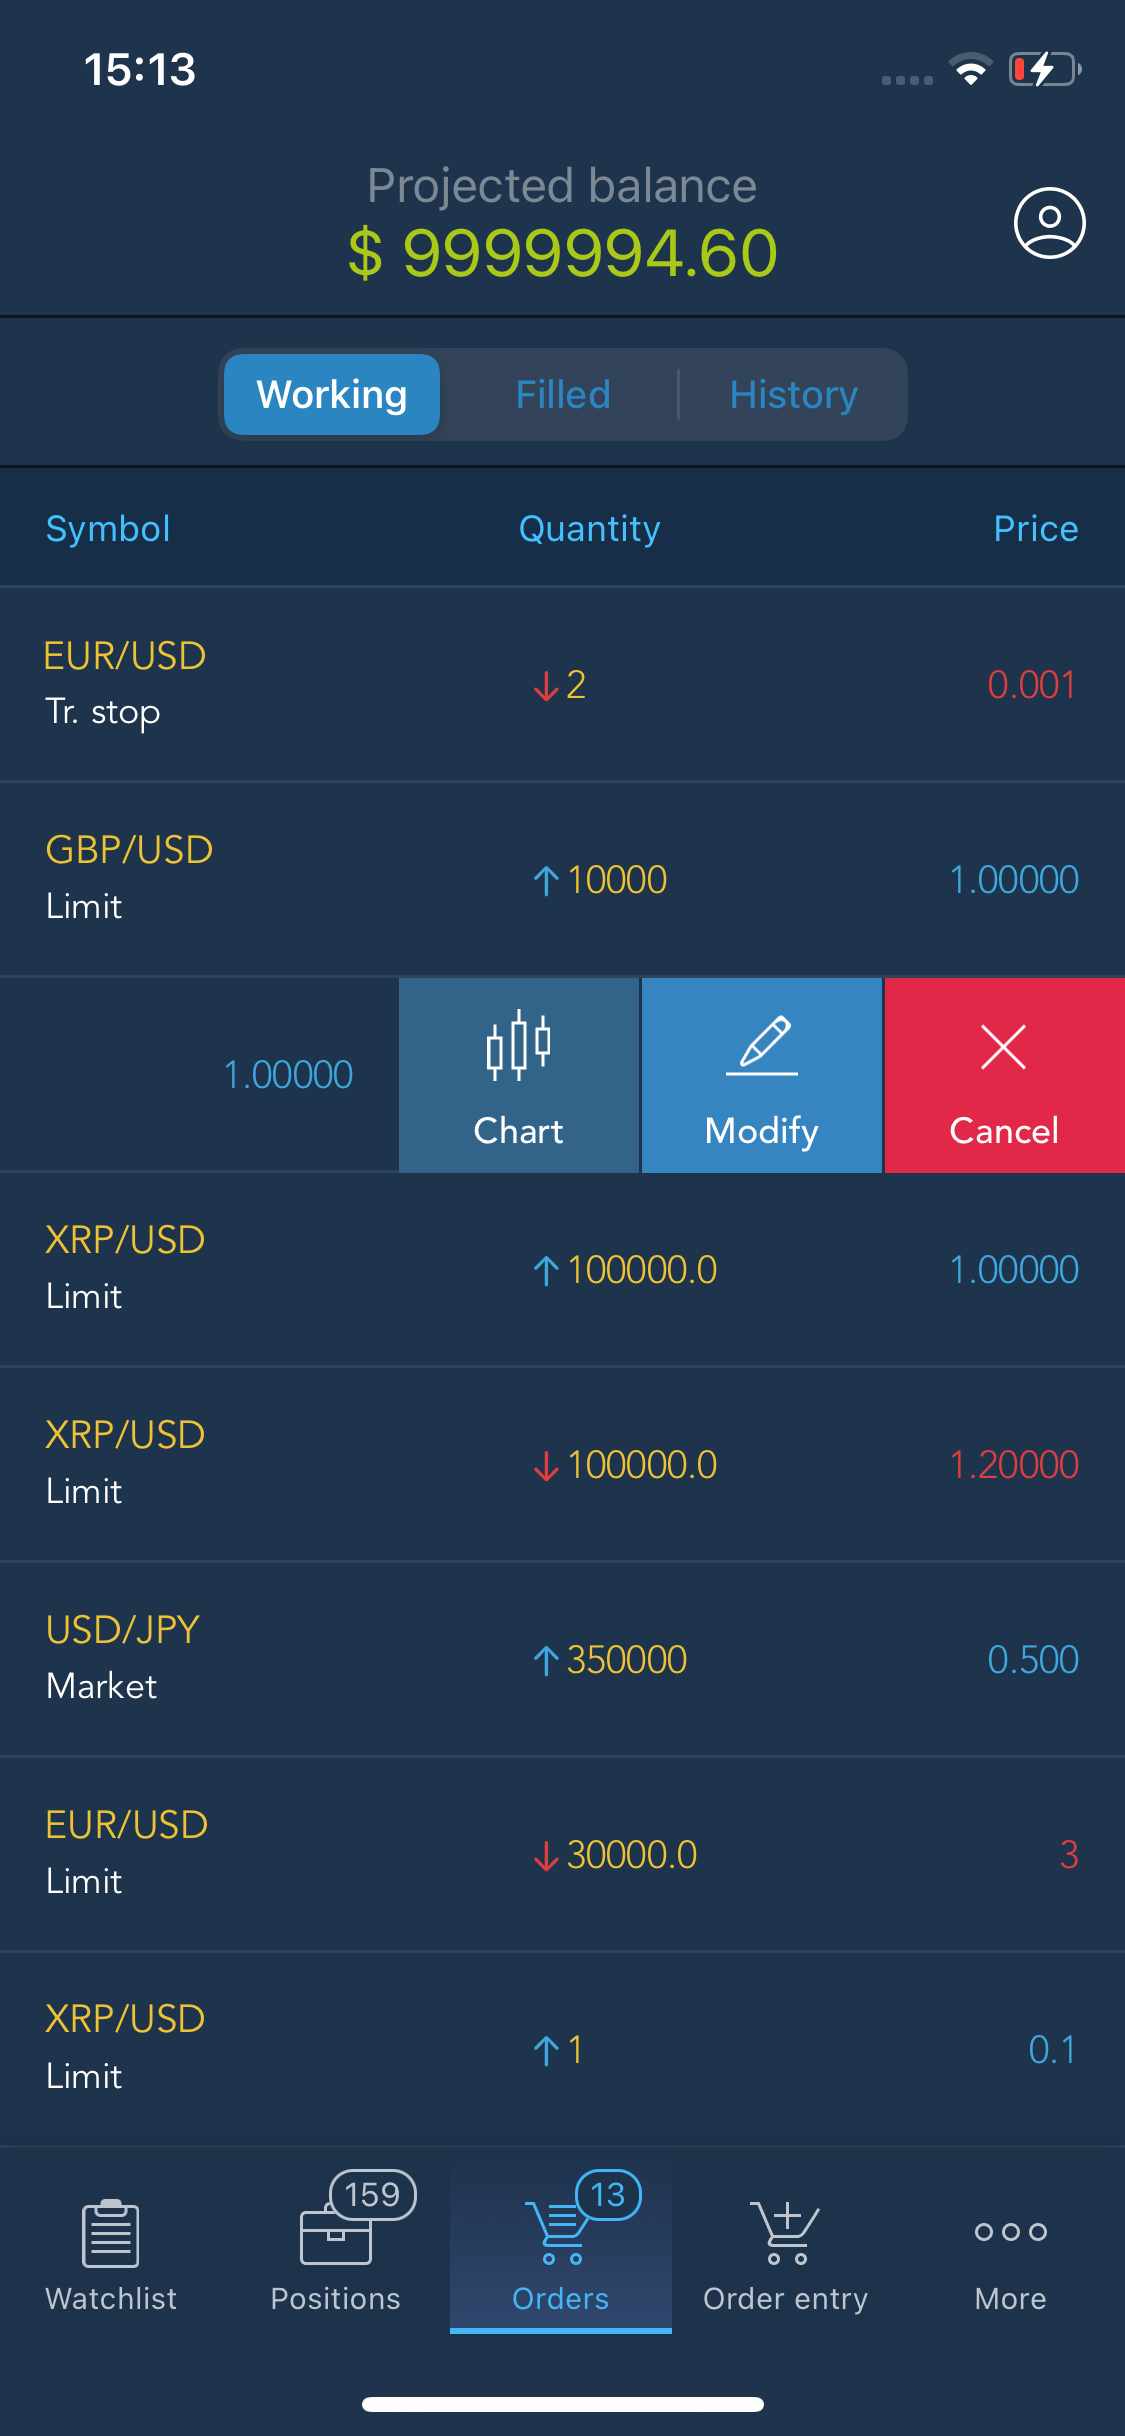 15:13
Projected balance
$ 9999994.60
Working Filled History
Symbol Quantity Price
EUR/USD
Tr. stop
2 0.001
GBP/USD
Limit
10000 1.00000
1.00000 Chart Modify Cancel
XRP/USD
Limit
100000.0 1.00000
XRP/USD
Limit
100000.0 1.20000
USD/JPY
Market
350000 0.500
EUR/USD
Limit
30000.0 3
XRP/USD
Limit
1 0.1
159 13
Watchlist Positions Orders Order entry More